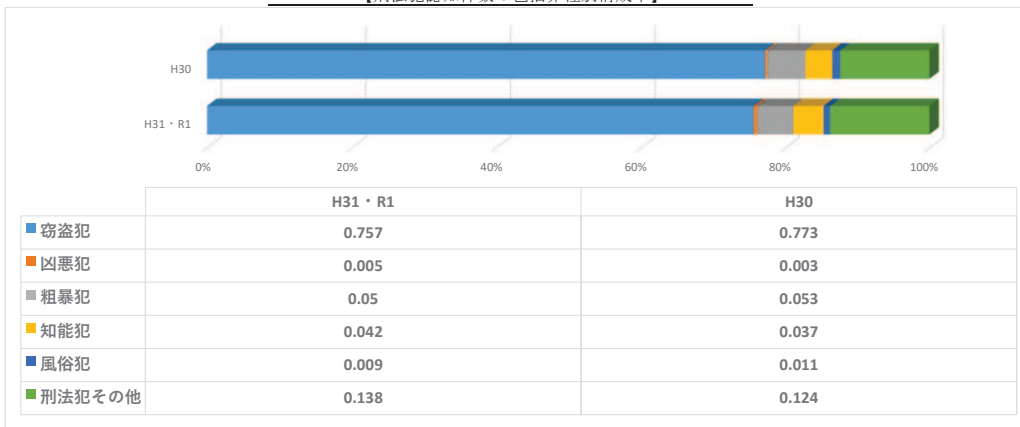 H30
H31・R1
0% 20% 40% 60% 80% 100%
H31・R1 H30
窃盗犯 0.757 0.773
凶悪犯 0.005 0.003
粗暴犯 0.05 0.053
知能犯 0.042 0.037
風俗犯 0.009 0.011
刑法犯その他 0.138 0.124